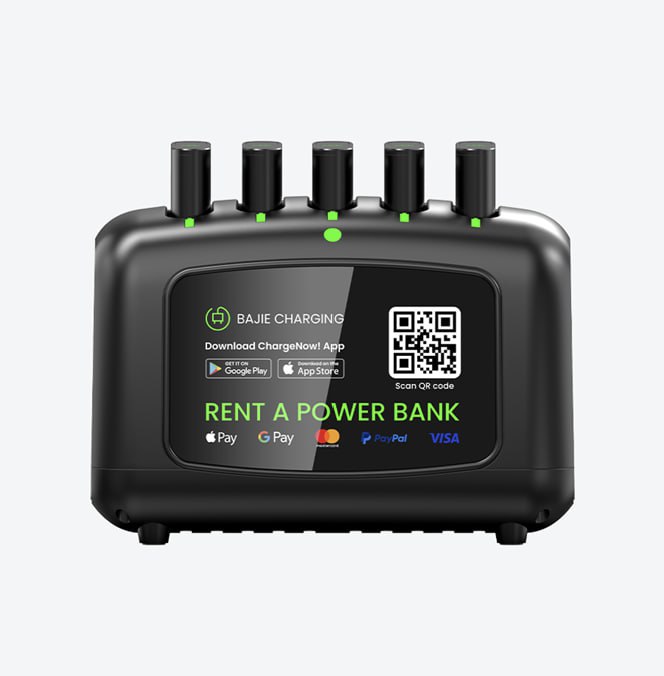 BAJIE CHARGING
Download ChargeNow! App
GET IT ON
Google Play
Download on the
App Store
Scan QR code
RENT A POWER BANK
Pay
G Pay
mastercard
PayPal
VISA